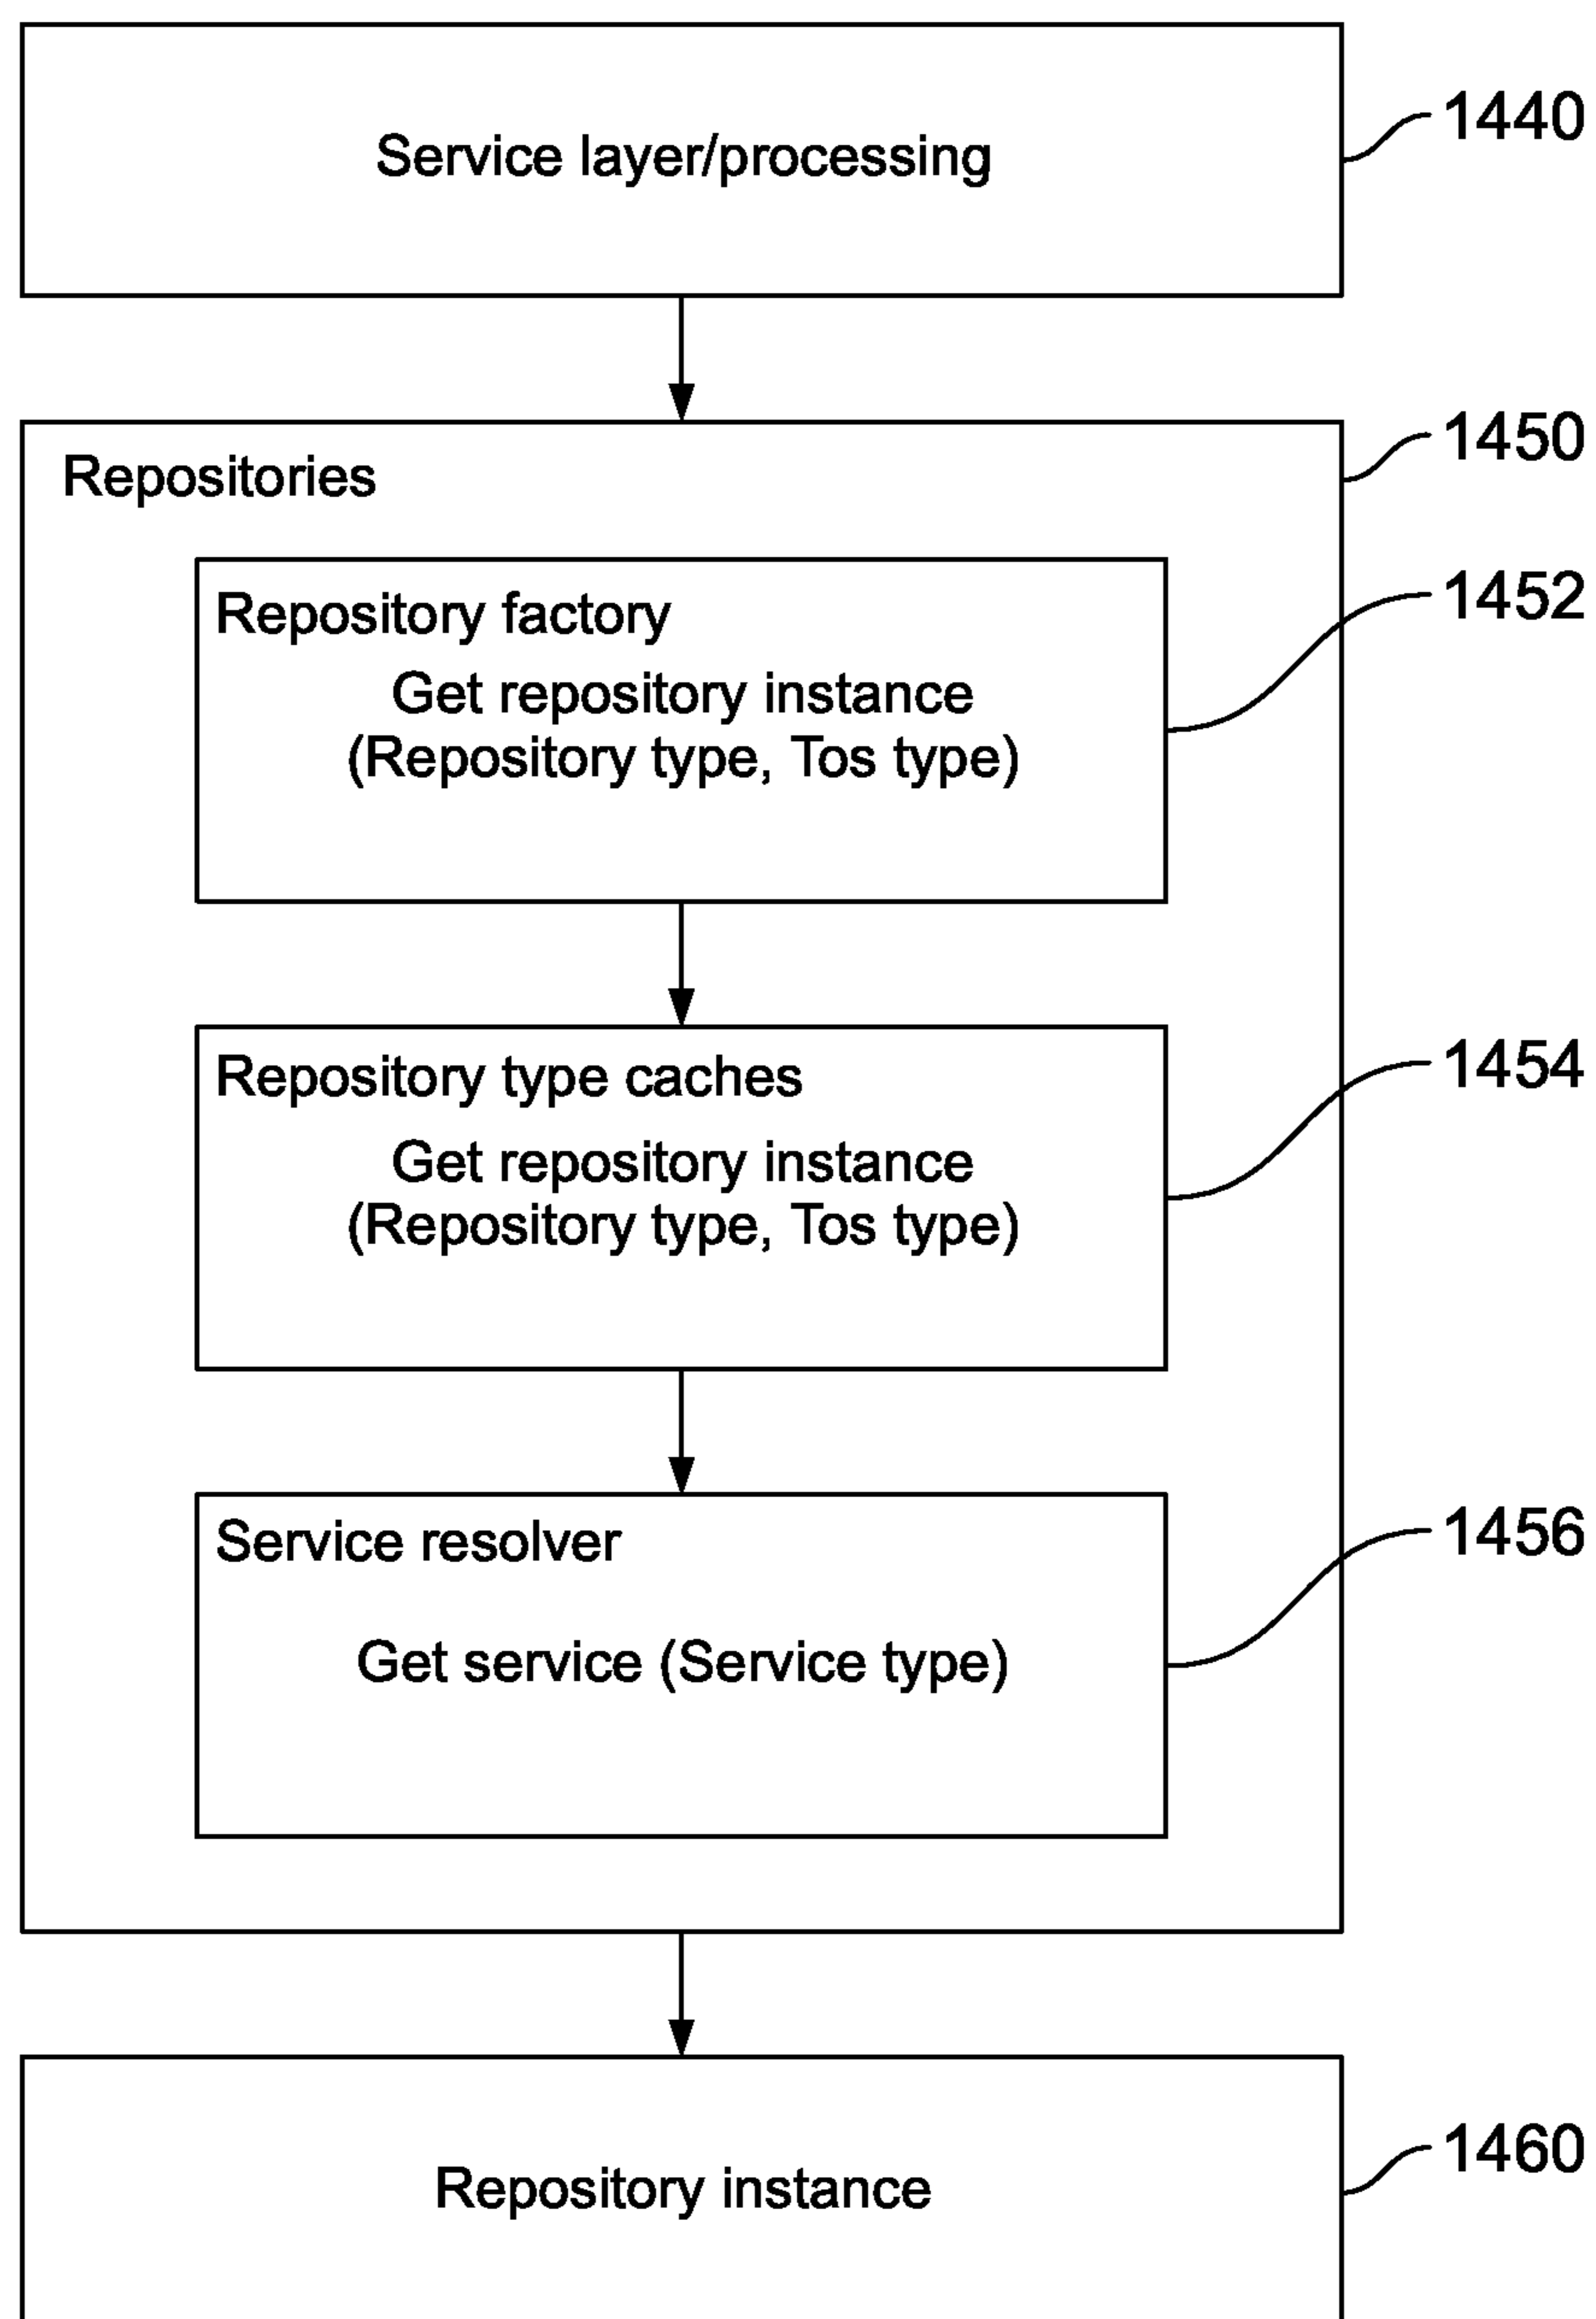 Service layer/processing
1440
1450
Repositories
1452
Repository factory
Get repository instance
(Repository type, Tos type)
1454
Repository type caches
Get repository instance
(Repository type, Tos type)
1456
Service resolver
Get service (Service type)
1460
Repository instance